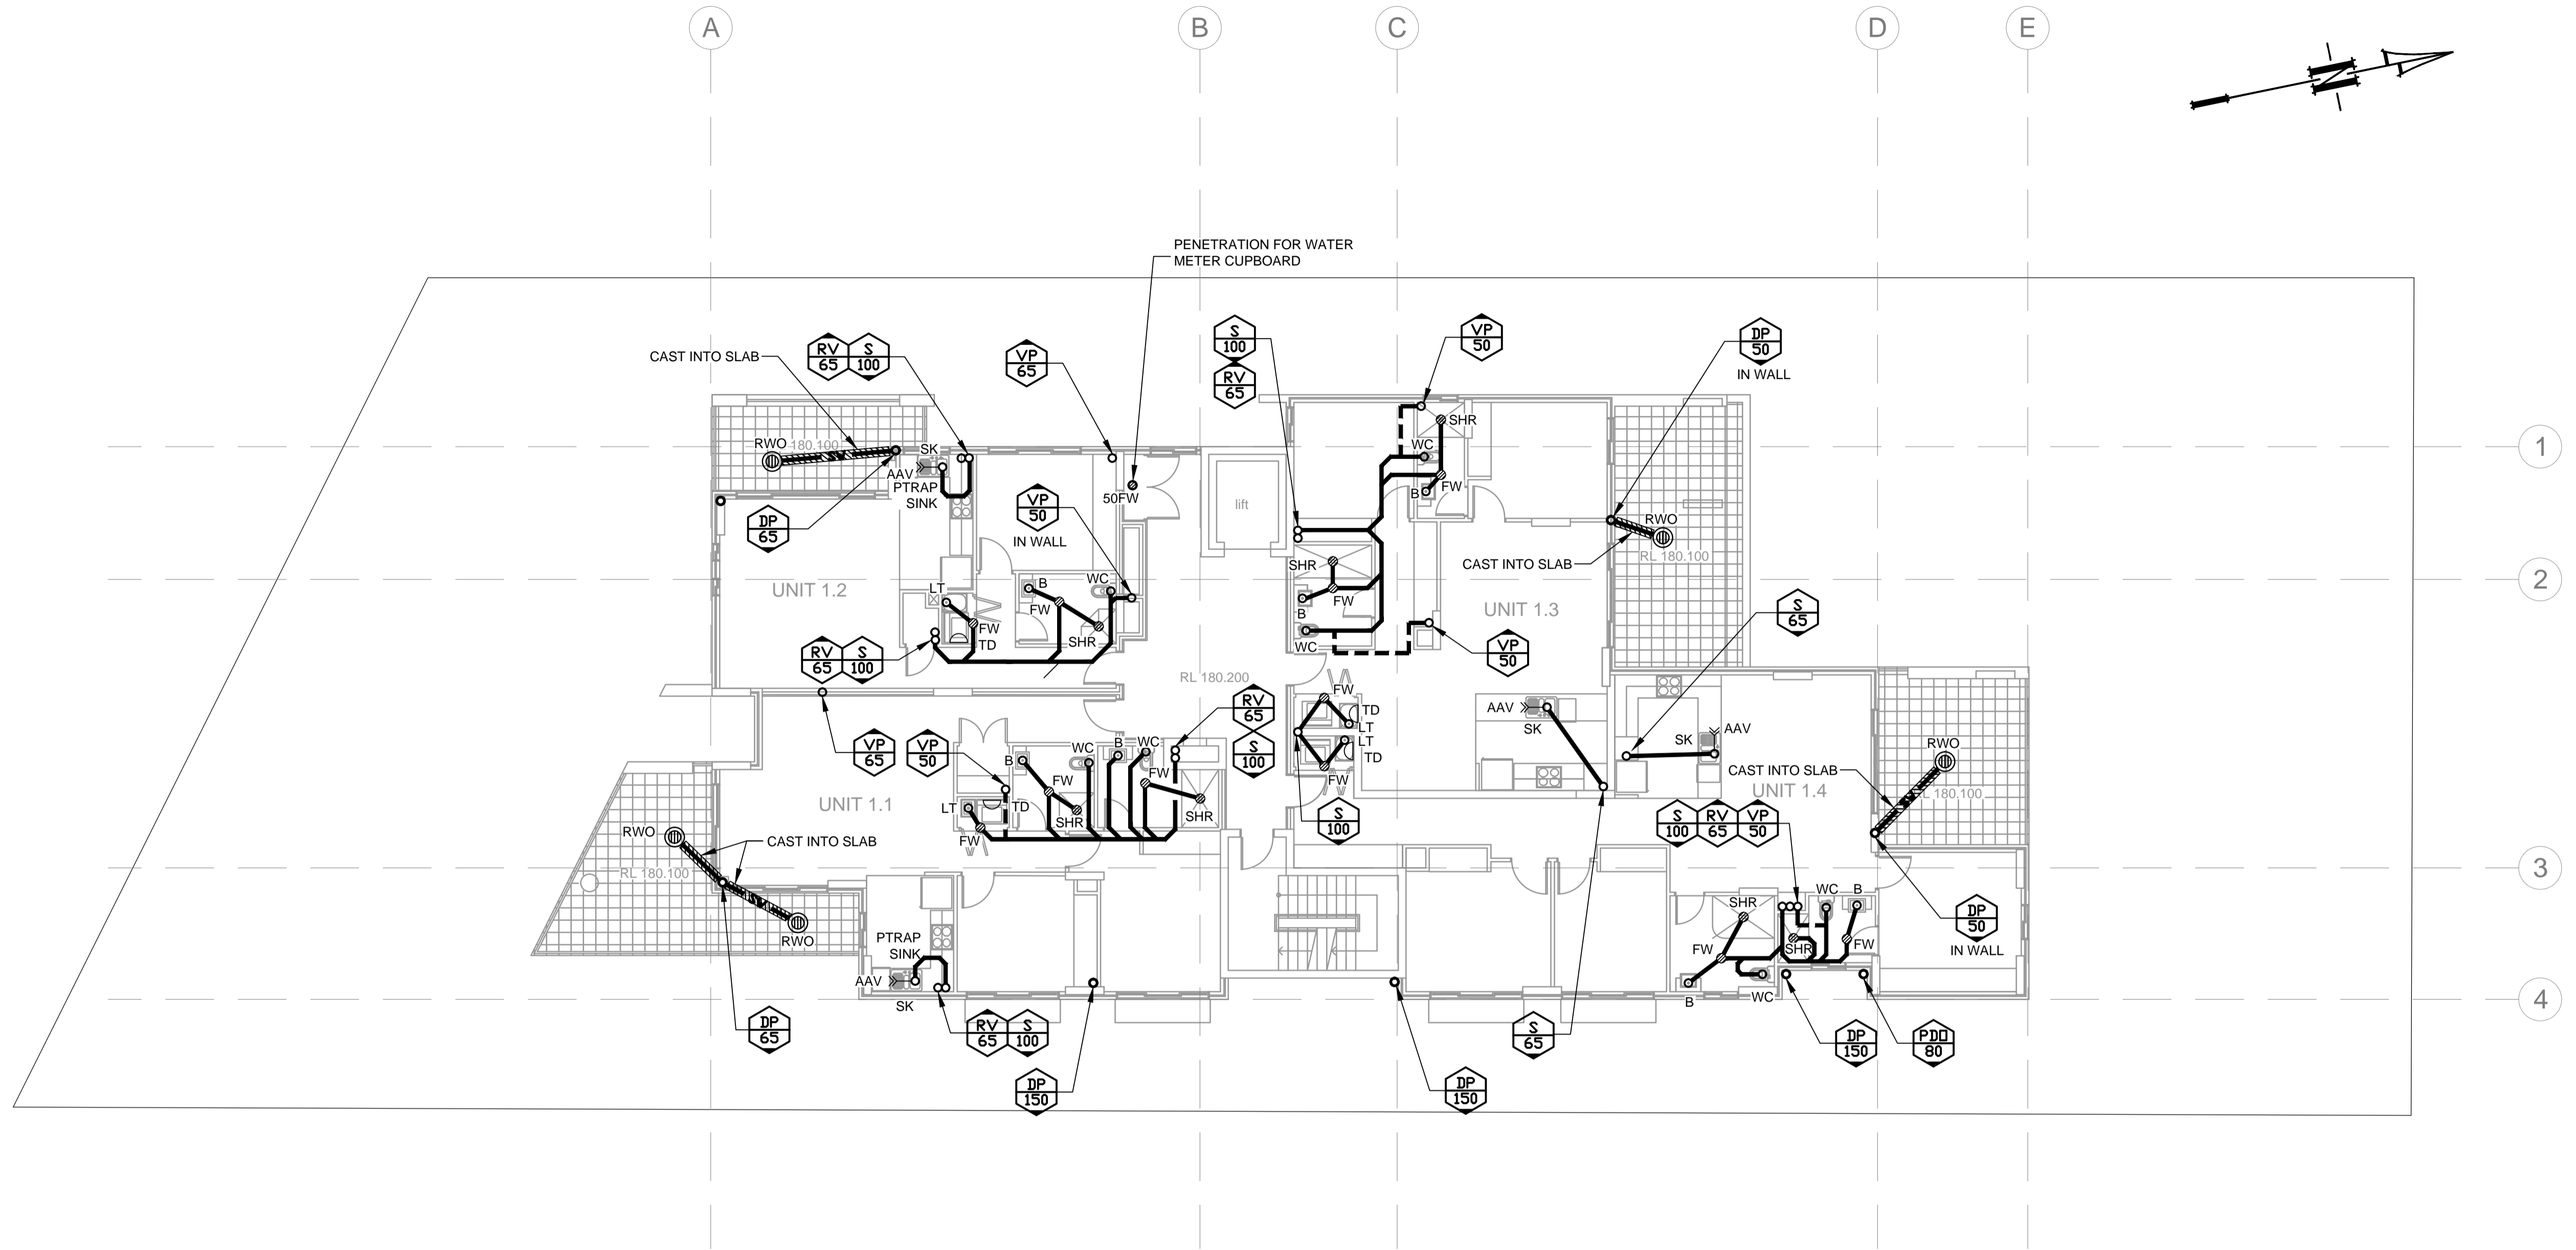 A
B
C
D
E
N
PENETRATION FOR WATER
METER CUPBOARD
CAST INTO SLAB
RV
65
S
100
VP
65
S
100
RV
65
VP
50
DP
50
IN WALL
1
RWO
180.100
SV
SK
AAV
PTRAP
SINK
50FW
DP
65
VP
50
IN WALL
lift
SHR
WC
FW
B
RWO
RL 180.100
CAST INTO SLAB
2
UNIT 1.2
LT
B
WC
FW
FW
SHR
TD
RV
65
S
100
SHR
FW
B
WC
UNIT 1.3
VP
50
S
65
RL 180.200
RV
65
S
100
FW
TD
LT
LT
TD
FW
S
100
AAV
SK
SK
AAV
VP
65
VP
50
UNIT 1.1
B
WC
B
WC
FW
FW
LT
TD
SHR
SHR
FW
RWO
CAST INTO SLAB
RL 180.100
SV
RWO
RWO
CAST INTO SLAB
UNIT 1.4
RL 180.100
S
100
RV
65
VP
50
3
PTRAP
SINK
AAV
SK
WC
B
SHR
SHR
FW
FW
B
WC
DP
50
IN WALL
4
DP
65
RV
65
S
100
DP
150
DP
150
S
65
DP
150
PDO
80